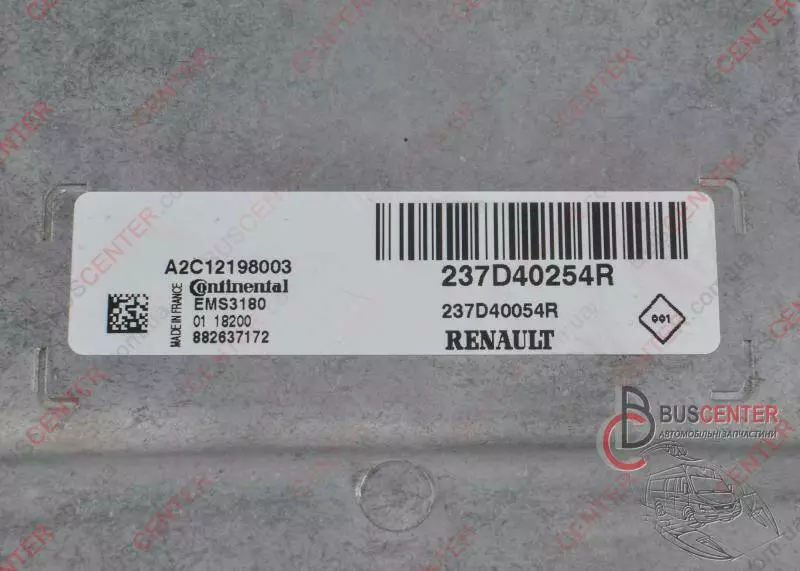 A2C12198003
Continental
EMS3180
01 18200
882637172
MADE IN FRANCE
237D40254R
237D40054R
RENAULT
001
BUSCENTER
АВТОМОБІЛЬНІ ЗАПЧАСТИНИ